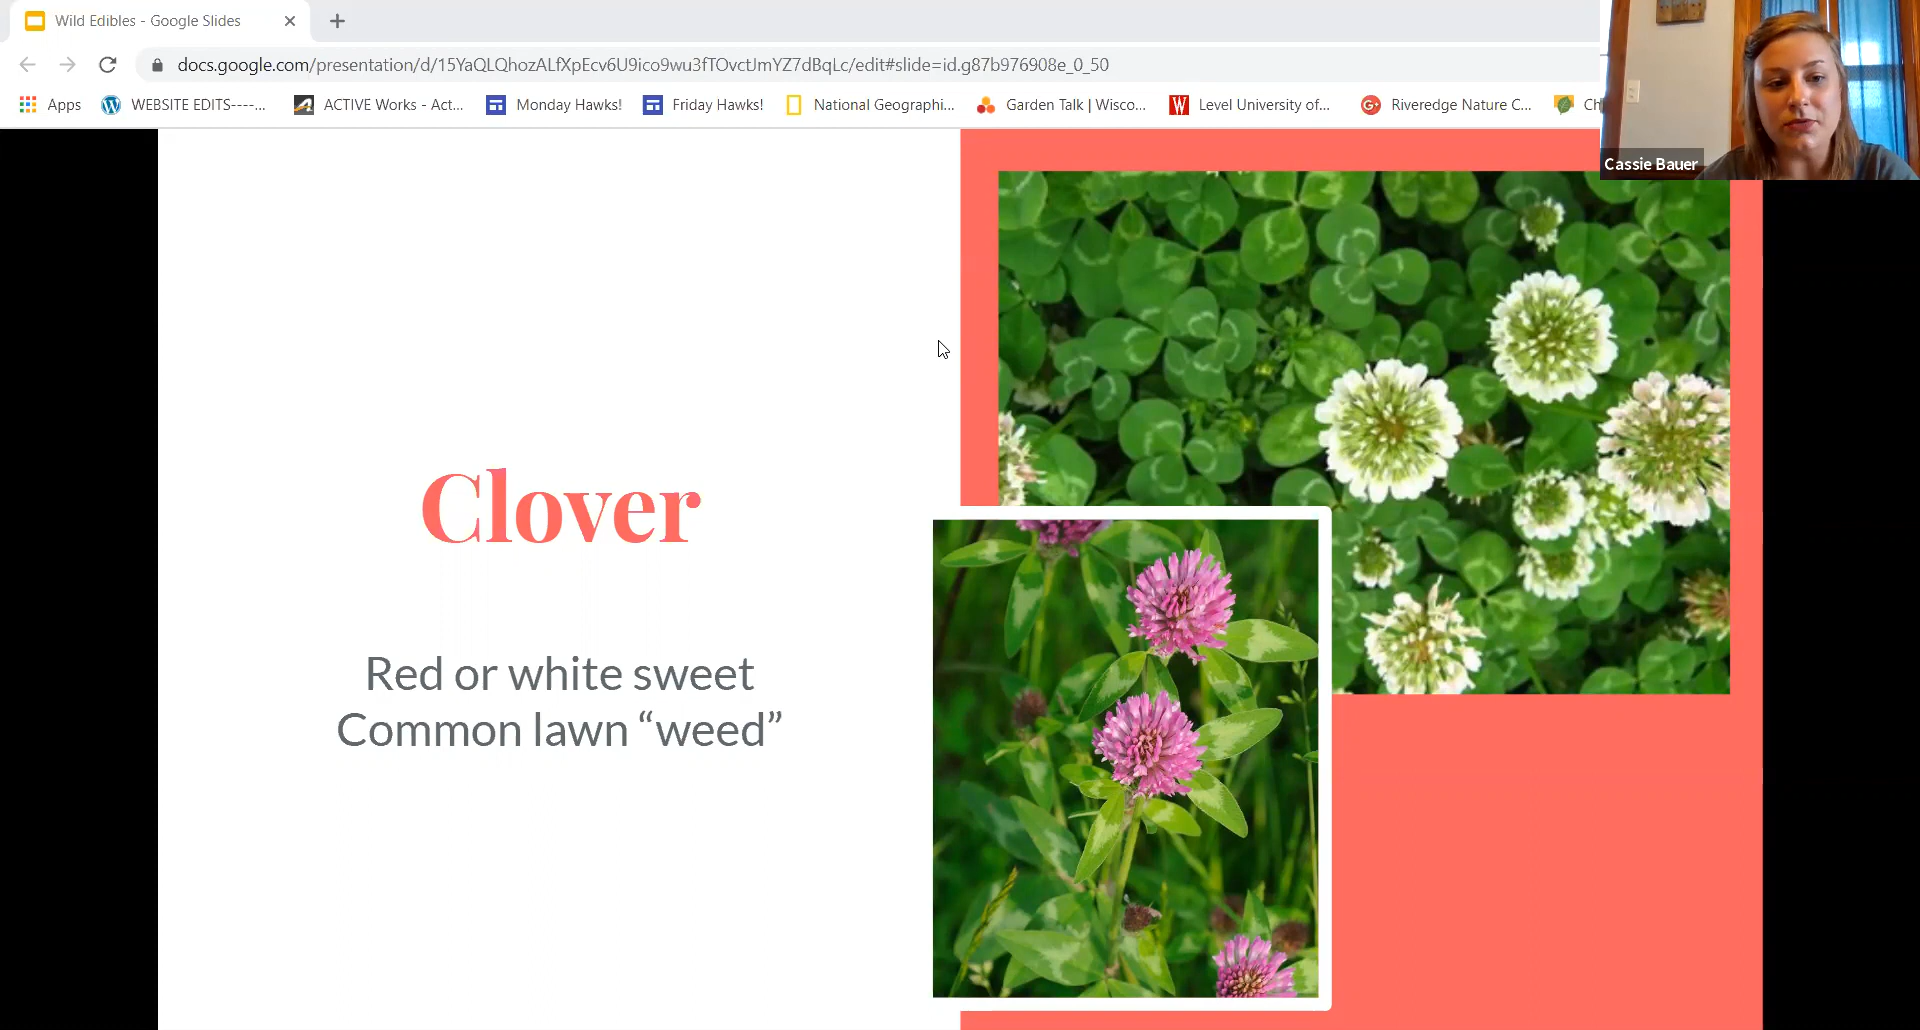 Wild Edibles - Google Slides
docs.google.com/presentation/d/15YaQLQhozALfXpEcv6U9ico9wu3fTOvctJmYZ7dBqLc/edit#slide=id.g87b976908e_0_50
Apps WEBSITE EDITS----... ACTIVE Works - Act... Monday Hawks! Friday Hawks! National Geographi... Garden Talk | Wisco... Level University of... Riveredge Nature C... Ch
Cassie Bauer
Clover
Red or white sweet
Common lawn “weed”